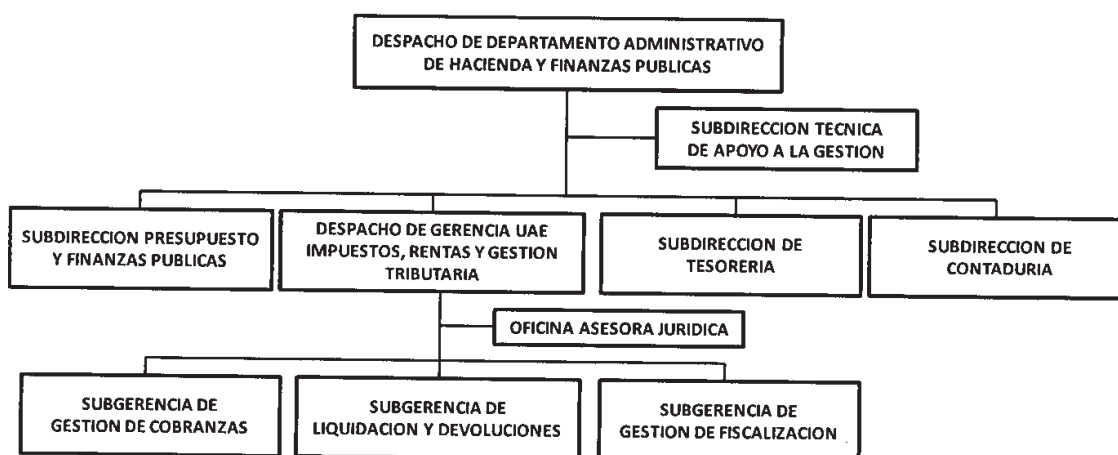 DESPACHO DE DEPARTAMENTO ADMINISTRATIVO
DE HACIENDA Y FINANZAS PUBLICAS
SUBDIRECCION TECNICA
DE APOYO A LA GESTION
SUBDIRECCION PRESUPUESTO
Y FINANZAS PUBLICAS
DESPACHO DE GERENCIA UAE
IMPUESTOS, RENTAS Y GESTION
TRIBUTARIA
SUBDIRECCION DE
TESORERIA
SUBDIRECCION DE
CONTADURIA
OFICINA ASESORA JURIDICA
SUBGERENCIA DE
GESTION DE COBRANZAS
SUBGERENCIA DE
LIQUIDACION Y DEVOLUCIONES
SUBGERENCIA DE
GESTION DE FISCALIZACION